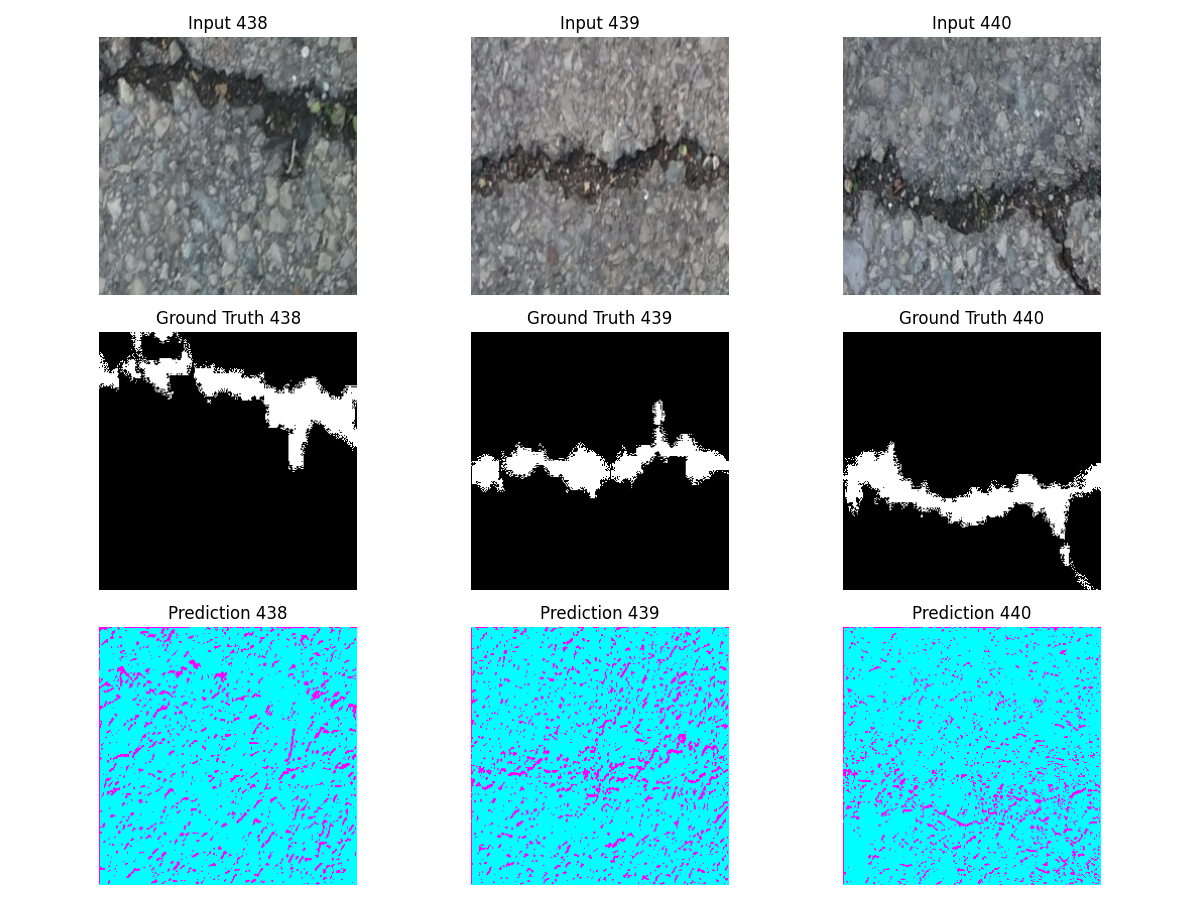 Input 438
Input 439
Input 440
Ground Truth 438
Ground Truth 439
Ground Truth 440
Prediction 438
Prediction 439
Prediction 440